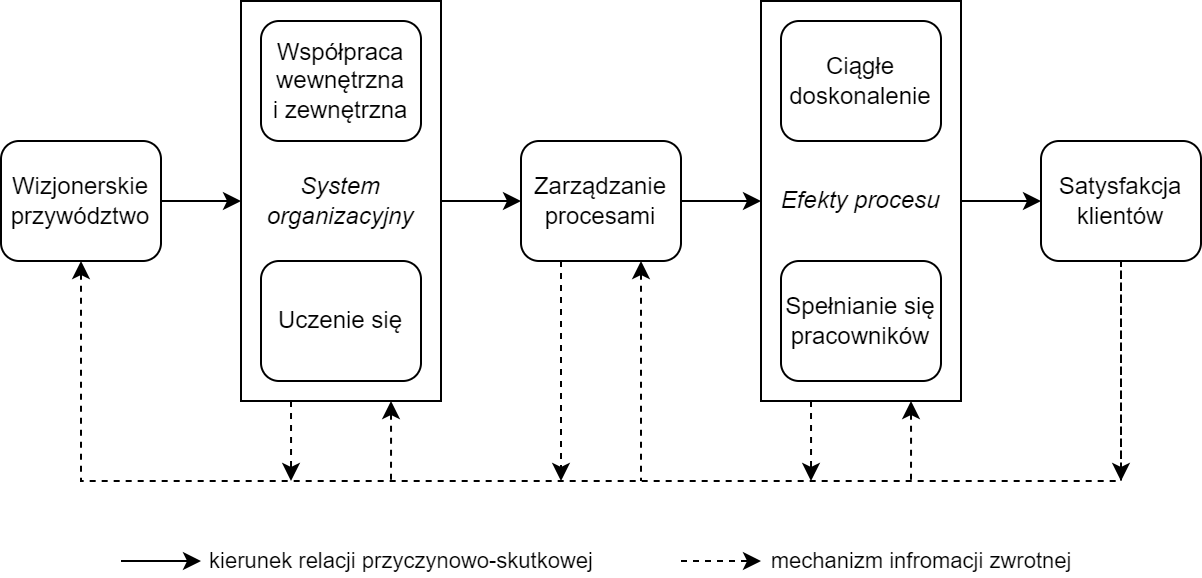 Współpraca
wewnętrzna
i zewnętrzna
Ciągłe
doskonalenie
Wizjonerskie
przywództwo
System
organizacyjny
Zarządzanie
procesami
Efekty procesu
Satysfakcja
klientów
Uczenie się
Spełnianie się
pracowników
kierunek relacji przyczynowo-skutkowej
mechanizm infromacji zwrotnej